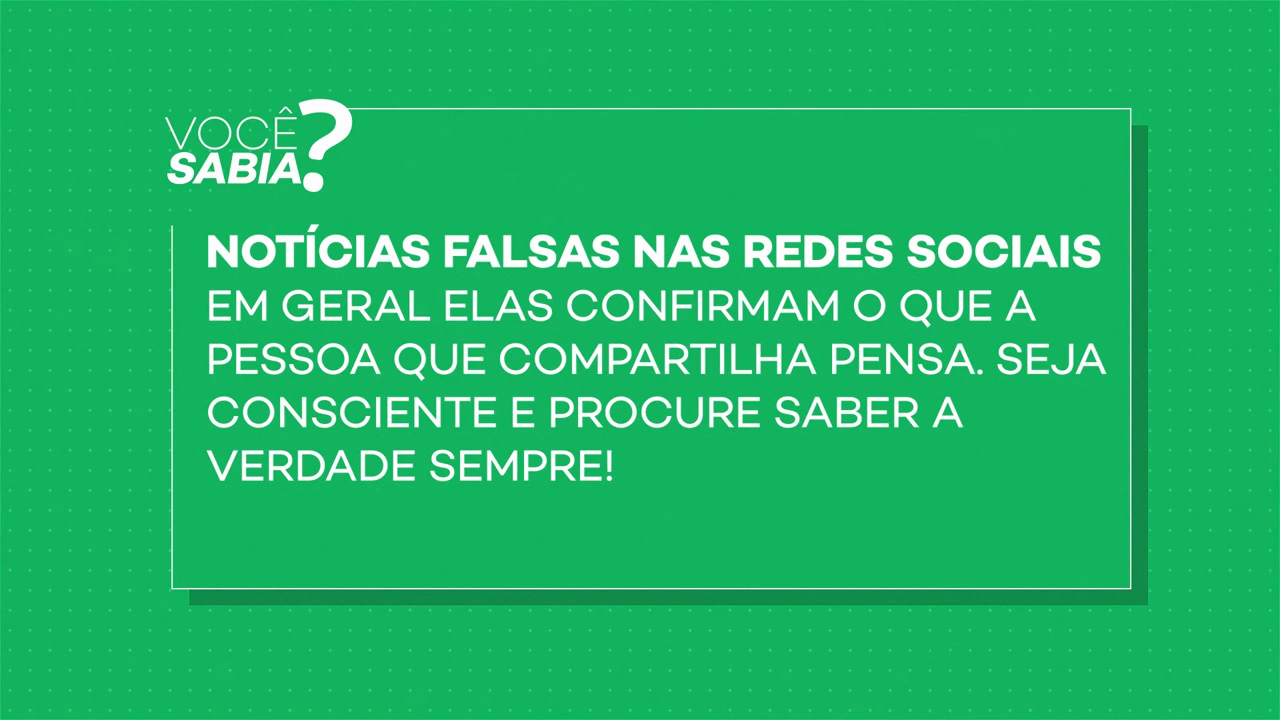 VOCÊ
SABIA?
NOTÍCIAS FALSAS NAS REDES SOCIAIS
EM GERAL ELAS CONFIRMAM O QUE A
PESSOA QUE COMPARTILHA PENSA. SEJA
CONSCIENTE E PROCURE SABER A
VERDADE SEMPRE!